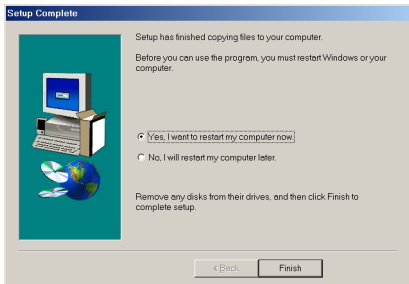 Setup Complete
Setup has finished copying files to your computer.
Before you can use the program, you must restart Windows or your
computer.
Yes, I want to restart my computer now.
No, I will restart my computer later.
Remove any disks from their drives, and then click Finish to
complete setup.
< Back
Finish